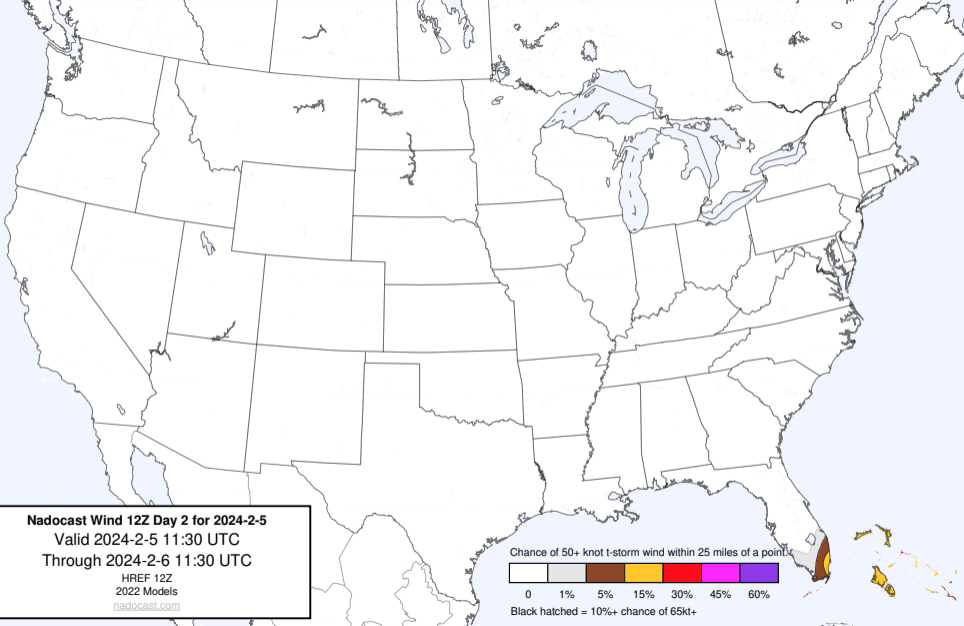 Nadocast Wind 12Z Day 2 for 2024-2-5
Valid 2024-2-5 11:30 UTC
Through 2024-2-6 11:30 UTC
HREF 12Z
2022 Models
nadocast.com
Chance of 50+ knot t-storm wind within 25 miles of a point.
0 1% 5% 15% 30% 45% 60%
Black hatched = 10%+ chance of 65kt+